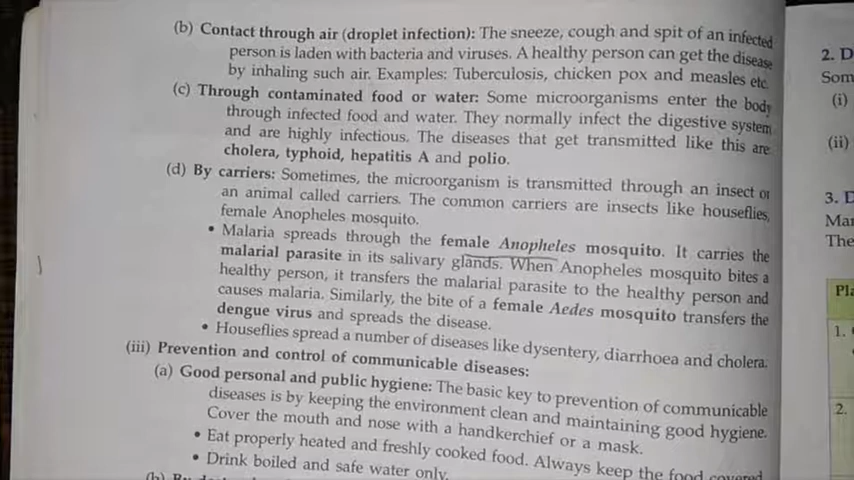 (b) Contact through air (droplet infection): The sneeze, cough and spit of an infected
person is laden with bacteria and viruses. A healthy person can get the disease
by inhaling such air. Examples: Tuberculosis, chicken pox and measles etc.
(c) Through contaminated food or water: Some microorganisms enter the body
through infected food and water. They normally infect the digestive system
and are highly infectious. The diseases that get transmitted like this are
cholera, typhoid, hepatitis A and polio.
(d) By carriers: Sometimes, the microorganism is transmitted through an insect or
an animal called carriers. The common carriers are insects like houseflies,
female Anopheles mosquito.
• Malaria spreads through the female Anopheles mosquito. It carries the
malarial parasite in its salivary glands. When Anopheles mosquito bites a
healthy person, it transfers the malarial parasite to the healthy person and
causes malaria. Similarly, the bite of a female Aedes mosquito transfers the
dengue virus and spreads the disease.
• Houseflies spread a number of diseases like dysentery, diarrhoea and cholera.
(iii) Prevention and control of communicable diseases:
(a) Good personal and public hygiene: The basic key to prevention of communicable
diseases is by keeping the environment clean and maintaining good hygiene.
Cover the mouth and nose with a handkerchief or a mask.
• Eat properly heated and freshly cooked food. Always keep the food covered
• Drink boiled and safe water only.
2. D
Som
(i)
(ii)
3.
Mar
The
Pla
1.
2.